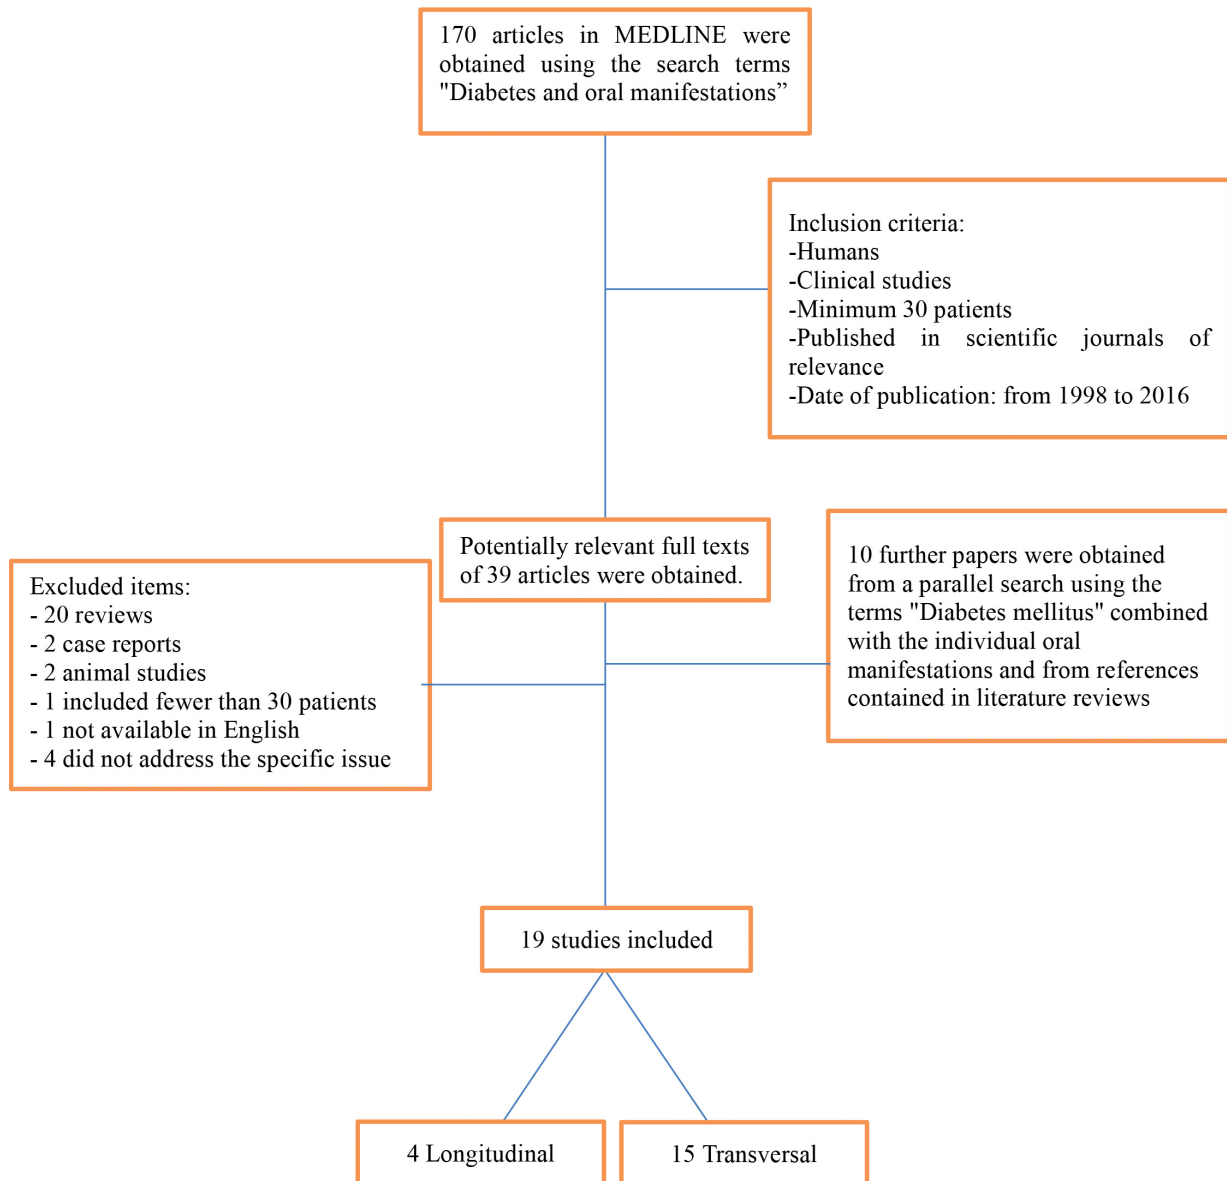 170 articles in MEDLINE were
obtained using the search terms
"Diabetes and oral manifestations”
Inclusion criteria:
-Humans
-Clinical studies
-Minimum 30 patients
-Published in scientific journals of
relevance
-Date of publication: from 1998 to 2016
Potentially relevant full texts
of 39 articles were obtained.
10 further papers were obtained
from a parallel search using the
terms "Diabetes mellitus" combined
with the individual oral
manifestations and from references
contained in literature reviews
Excluded items:
- 20 reviews
- 2 case reports
- 2 animal studies
- 1 included fewer than 30 patients
- 1 not available in English
- 4 did not address the specific issue
19 studies included
4 Longitudinal
15 Transversal